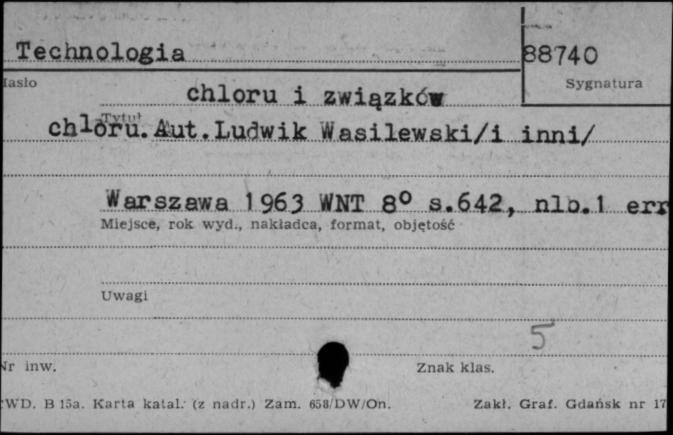 Technologia 88740
Hasło Sygnatura
chloru i związków
Tytuł
chloru. Aut. Ludwik Wasilewski/i inni/
Warszawa 1963 WNT 8º s.642, nlb.1 err
Miejsce, rok wyd., nakładca, format, objętość
Uwagi
5
Nr inw. Znak klas.
WD. B 15a. Karta katal. (z nadr.) Zam. 658/DW/On. Zakł. Graf. Gdańsk nr 17